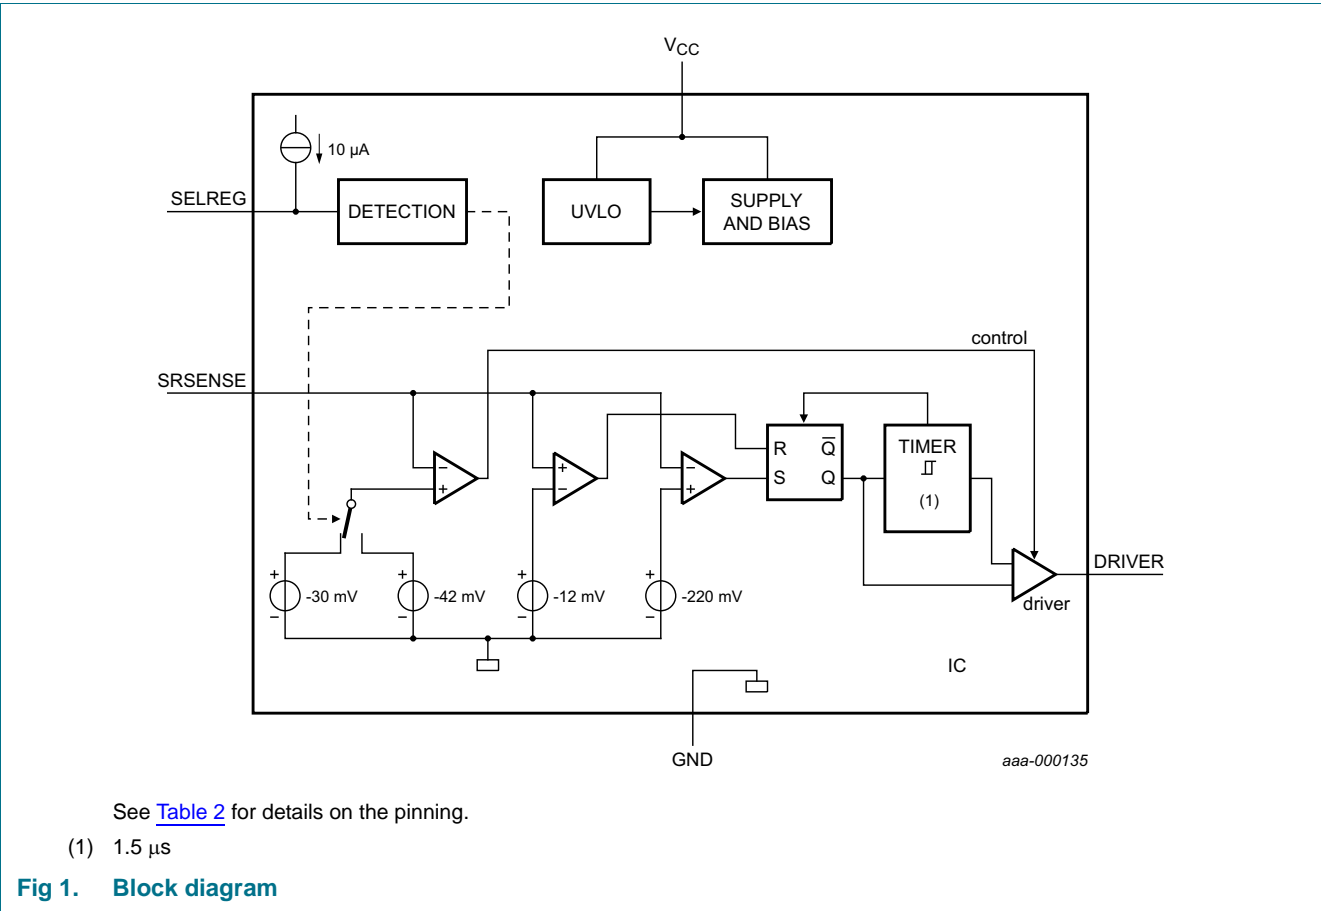 VCC
10 µA
SELREG
DETECTION
UVLO
SUPPLY
AND BIAS
control
SRSENSE
R
Q̅
S
Q
TIMER
(1)
−
+
+
−
−
+
DRIVER
driver
+
−
-30 mV
+
−
-42 mV
+
−
-12 mV
+
−
-220 mV
IC
GND
aaa-000135
See Table 2 for details on the pinning.
(1) 1.5 µs
Fig 1. Block diagram